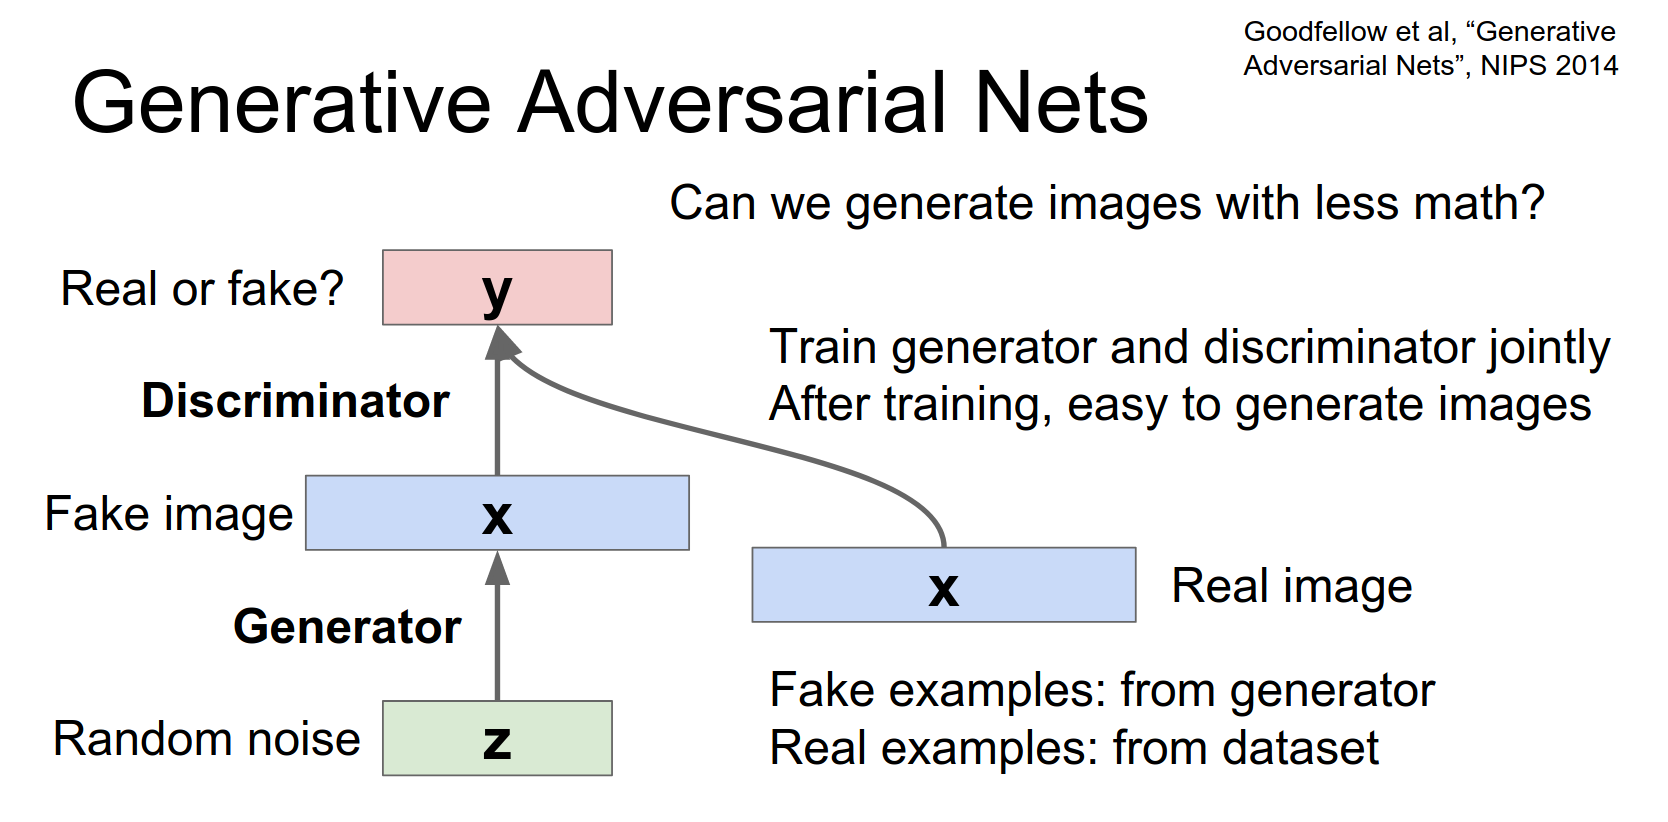 Goodfellow et al, “Generative
Adversarial Nets”, NIPS 2014
Generative Adversarial Nets
Can we generate images with less math?
Real or fake?
y
Train generator and discriminator jointly
After training, easy to generate images
Discriminator
Fake image
x
x
Real image
Generator
Fake examples: from generator
Real examples: from dataset
Random noise
z